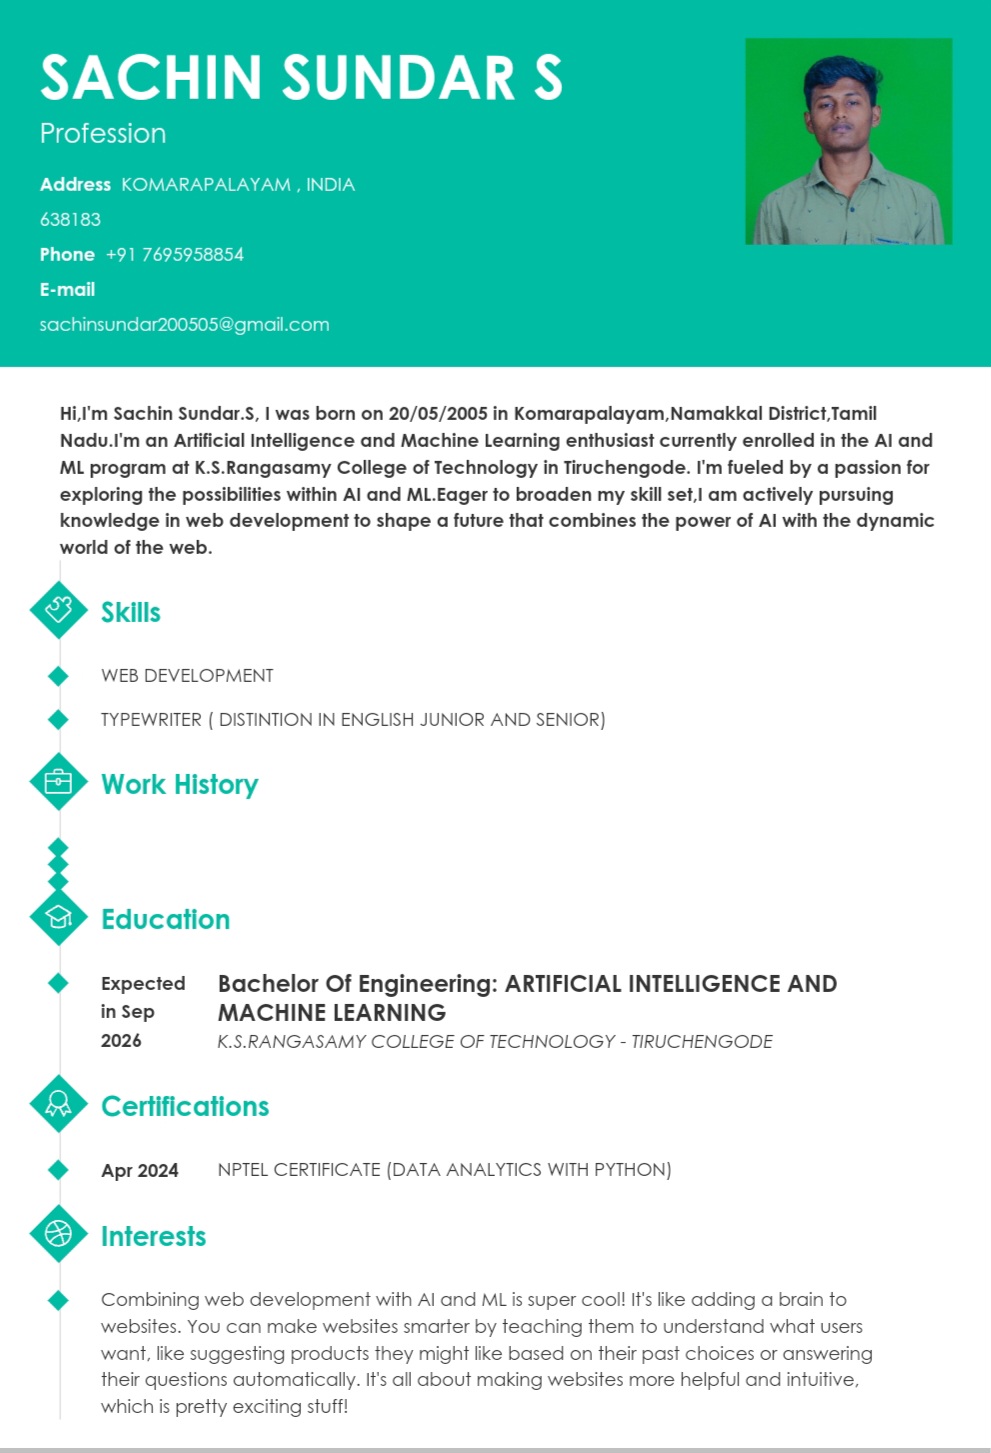 SACHIN SUNDAR S
Profession
Address KOMARAPALAYAM , INDIA
638183
Phone +91 7695958854
E-mail
sachinsundar200505@gmail.com
Hi,I'm Sachin Sundar.S, I was born on 20/05/2005 in Komarapalayam,Namakkal District,Tamil
Nadu.I'm an Artificial Intelligence and Machine Learning enthusiast currently enrolled in the AI and
ML program at K.S.Rangasamy College of Technology in Tiruchengode. I'm fueled by a passion for
exploring the possibilities within AI and ML.Eager to broaden my skill set,I am actively pursuing
knowledge in web development to shape a future that combines the power of AI with the dynamic
world of the web.
Skills
WEB DEVELOPMENT
TYPEWRITER ( DISTINTION IN ENGLISH JUNIOR AND SENIOR)
Work History
Education
Expected
in Sep
2026
Bachelor Of Engineering: ARTIFICIAL INTELLIGENCE AND
MACHINE LEARNING
K.S.RANGASAMY COLLEGE OF TECHNOLOGY - TIRUCHENGODE
Certifications
Apr 2024 NPTEL CERTIFICATE (DATA ANALYTICS WITH PYTHON)
Interests
Combining web development with AI and ML is super cool! It's like adding a brain to
websites. You can make websites smarter by teaching them to understand what users
want, like suggesting products they might like based on their past choices or answering
their questions automatically. It's all about making websites more helpful and intuitive,
which is pretty exciting stuff!